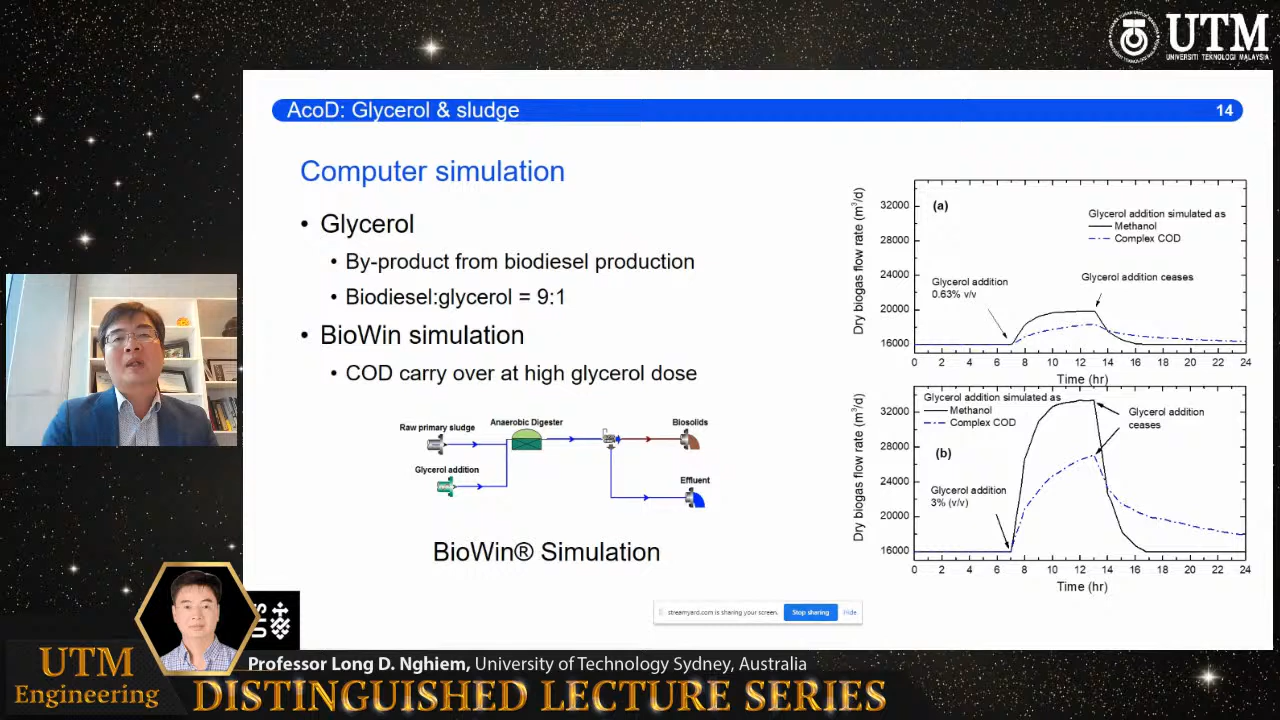 UTM
UNIVERSITI TEKNOLOGI MALAYSIA
AcoD: Glycerol & sludge
14
Computer simulation
• Glycerol
• By-product from biodiesel production
• Biodiesel:glycerol = 9:1
• BioWin simulation
• COD carry over at high glycerol dose
Raw primary sludge
Anaerobic Digester
Biosolids
Glycerol addition
Effluent
BioWin® Simulation
Dry biogas flow rate (m³/d)
32000
28000
24000
20000
16000
(a)
Glycerol addition simulated as
Methanol
Complex COD
Glycerol addition
0.63% v/v
Glycerol addition ceases
0 2 4 6 8 10 12 14 16 18 20 22 24
Time (hr)
Dry biogas flow rate (m³/d)
32000
28000
24000
20000
16000
Glycerol addition simulated as
Methanol
Complex COD
Glycerol addition
ceases
(b)
Glycerol addition
3% (v/v)
0 2 4 6 8 10 12 14 16 18 20 22 24
Time (hr)
streamyard.com is sharing your screen.
Stop sharing
Hide
UTM
Engineering
Professor Long D. Nghiem, University of Technology Sydney, Australia
DISTINGUISHED LECTURE SERIES